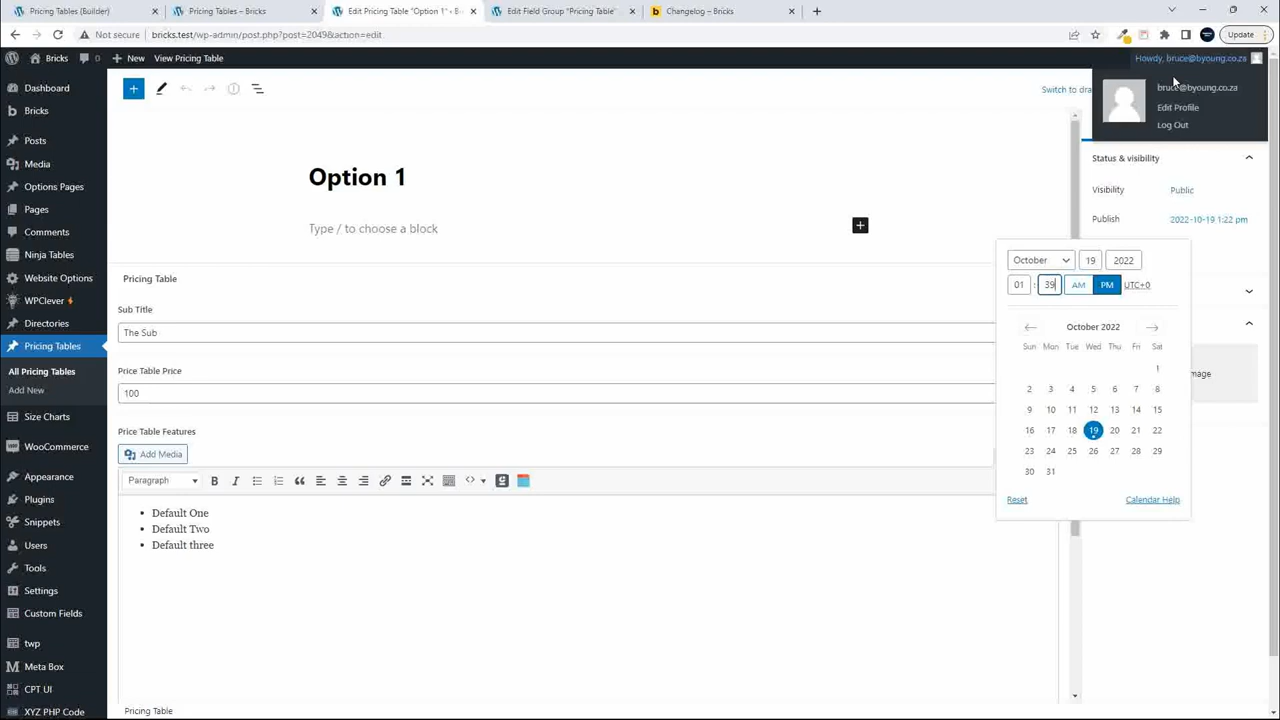 Pricing Tables (Builder)
Pricing Tables – Bricks
Edit Pricing Table "Option 1" ‹ B
Edit Field Group "Pricing Table"
Changelog – Bricks
Not secure
bricks.test/wp-admin/post.php?post=2049&action=edit
Update
Bricks
0
New
View Pricing Table
Howdy, bruce@byoung.co.za
bruce@byoung.co.za
Edit Profile
Log Out
Dashboard
Bricks
Posts
Media
Options Pages
Pages
Comments
Ninja Tables
Website Options
WPClever
Directories
Pricing Tables
All Pricing Tables
Add New
Size Charts
WooCommerce
Appearance
Plugins
Snippets
Users
Tools
Settings
Custom Fields
twp
Meta Box
CPT UI
XYZ PHP Code
Switch to dra
Option 1
Type / to choose a block
Pricing Table
Sub Title
The Sub
Price Table Price
100
Price Table Features
Add Media
Paragraph
Default One
Default Two
Default three
Pricing Table
Status & visibility
Visibility
Public
Publish
2022-10-19 1:22 pm
October
19
2022
01
:
39
AM
PM
UTC+0
October 2022
Sun Mon Tue Wed Thu Fri Sat
1
2 3 4 5 6 7 8
9 10 11 12 13 14 15
16 17 18 19 20 21 22
23 24 25 26 27 28 29
30 31
Reset
Calendar Help
mage